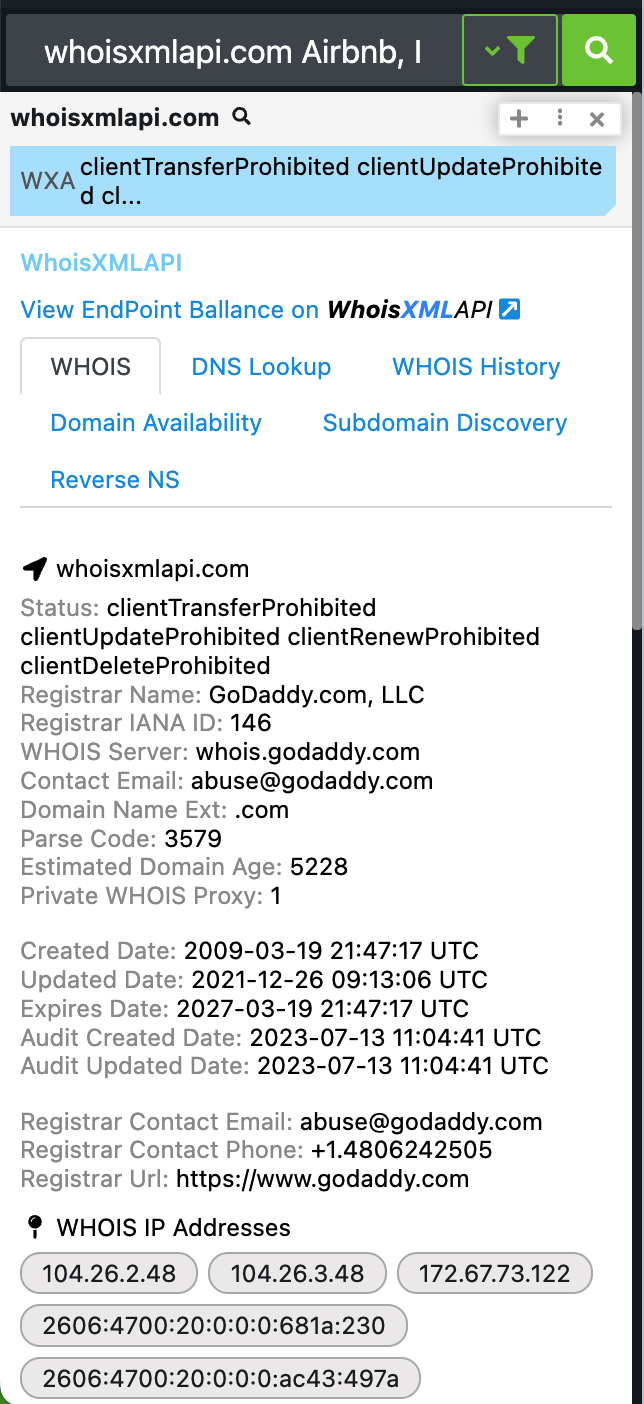 whoisxmlapi.com Airbnb, I
whoisxmlapi.com
WXA
clientTransferProhibited clientUpdateProhibite
d cl...
WhoisXMLAPI
View EndPoint Ballance on WhoisXMLAPI
WHOIS DNS Lookup WHOIS History
Domain Availability Subdomain Discovery
Reverse NS
whoisxmlapi.com
Status: clientTransferProhibited
clientUpdateProhibited clientRenewProhibited
clientDeleteProhibited
Registrar Name: GoDaddy.com, LLC
Registrar IANA ID: 146
WHOIS Server: whois.godaddy.com
Contact Email: abuse@godaddy.com
Domain Name Ext: .com
Parse Code: 3579
Estimated Domain Age: 5228
Private WHOIS Proxy: 1
Created Date: 2009-03-19 21:47:17 UTC
Updated Date: 2021-12-26 09:13:06 UTC
Expires Date: 2027-03-19 21:47:17 UTC
Audit Created Date: 2023-07-13 11:04:41 UTC
Audit Updated Date: 2023-07-13 11:04:41 UTC
Registrar Contact Email: abuse@godaddy.com
Registrar Contact Phone: +1.4806242505
Registrar Url: https://www.godaddy.com
WHOIS IP Addresses
104.26.2.48 104.26.3.48 172.67.73.122
2606:4700:20:0:0:0:681a:230
2606:4700:20:0:0:0:ac43:497a